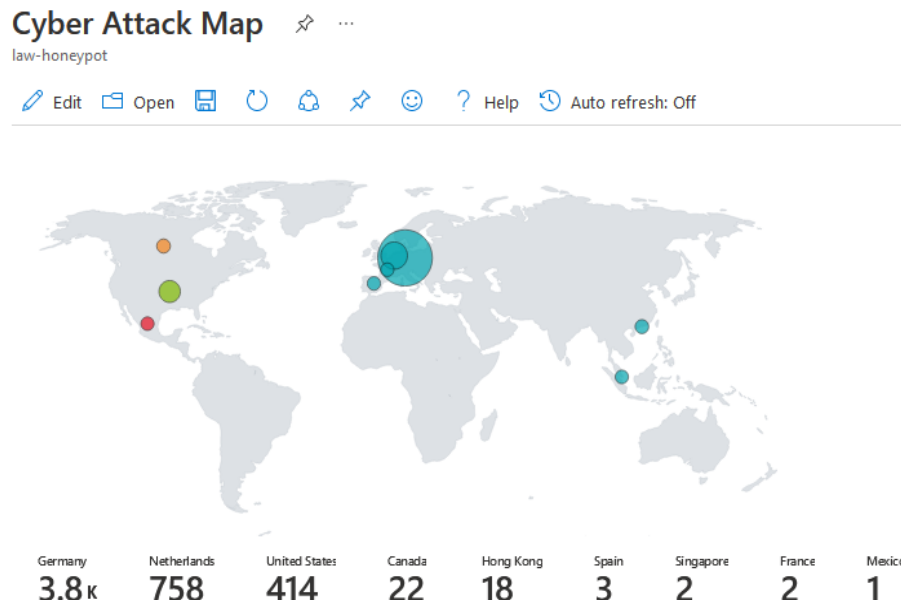 Cyber Attack Map
law-honeypot
Edit Open ? Help Auto refresh: Off
Germany Netherlands United States Canada Hong Kong Spain Singapore France Mexico
3.8 K 758 414 22 18 3 2 2 1